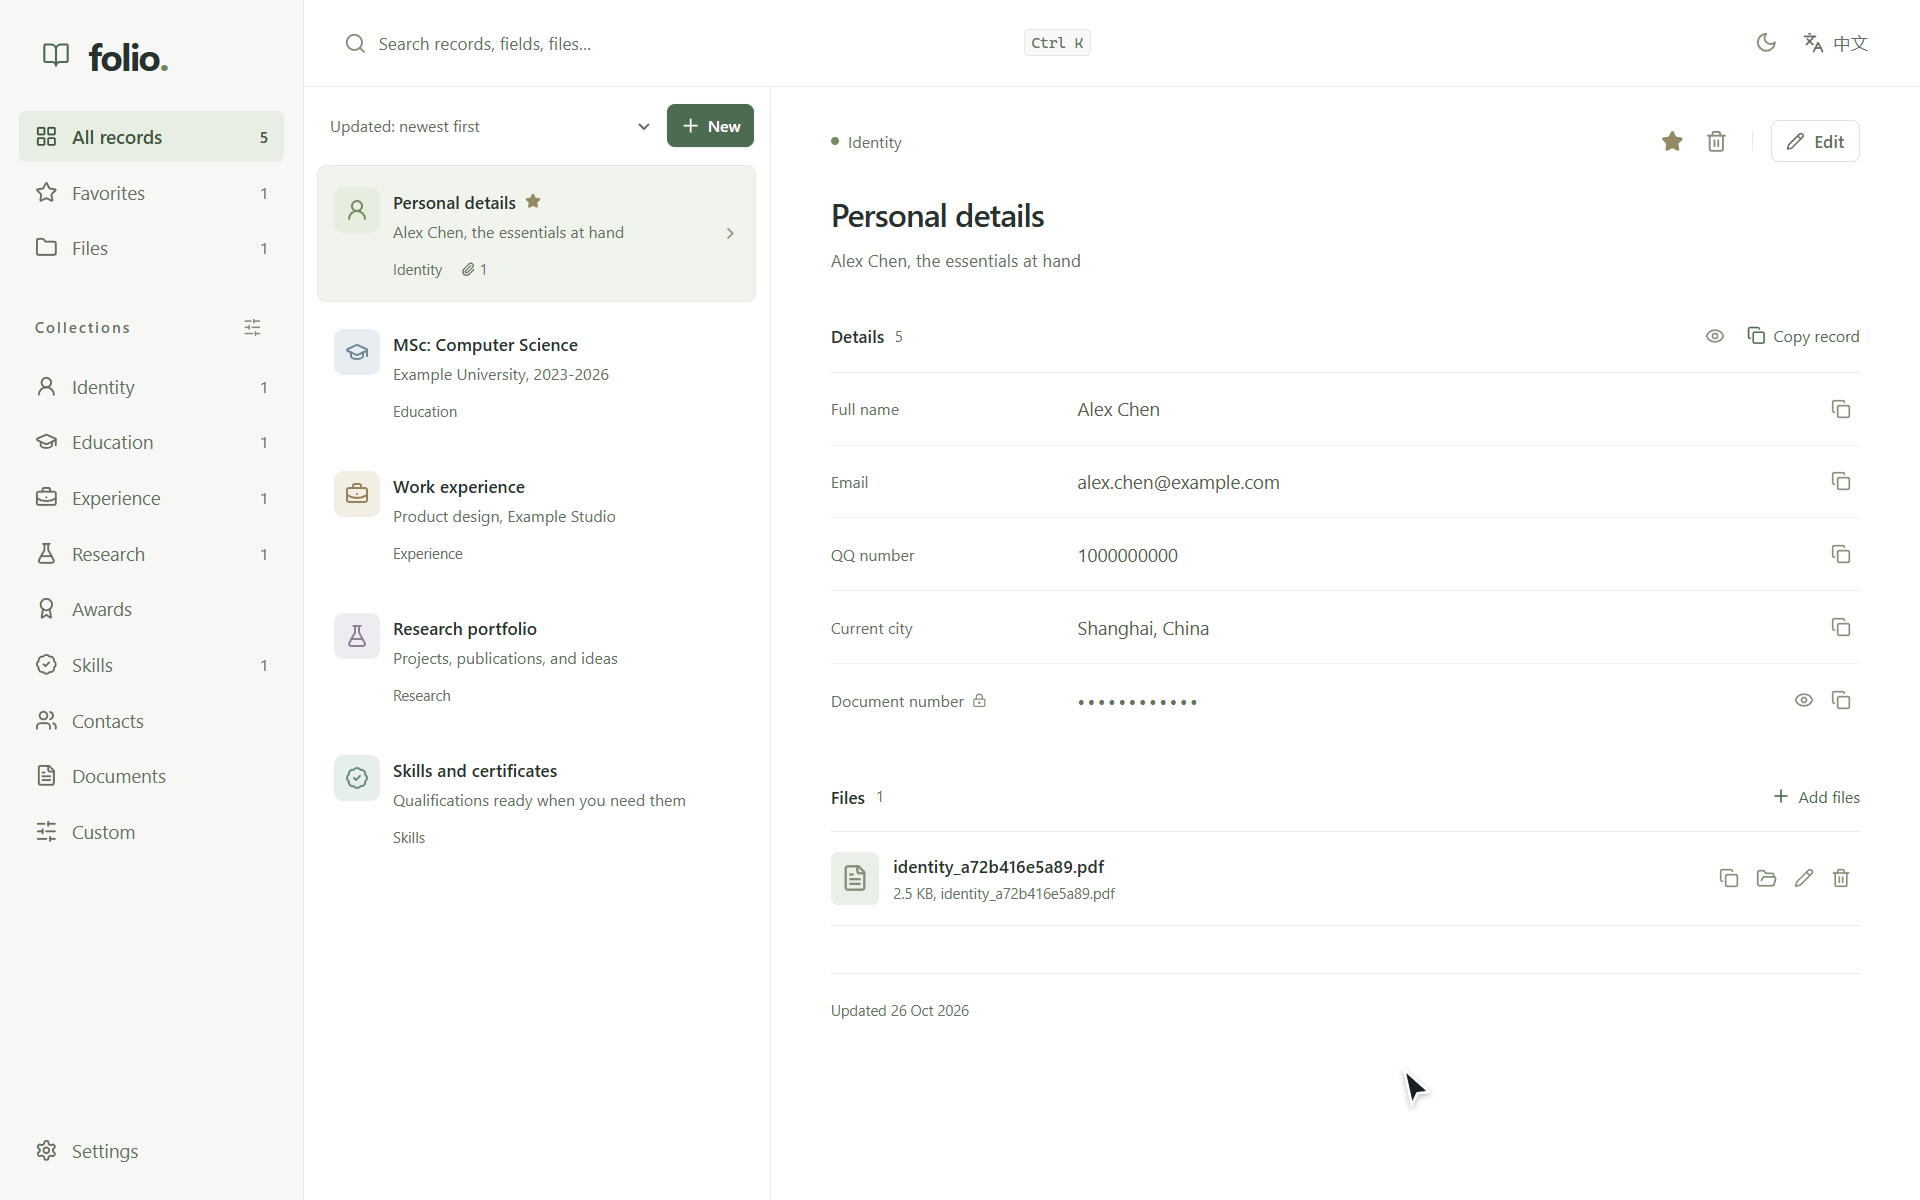 folio.
All records 5
Favorites 1
Files 1
Collections
Identity 1
Education 1
Experience 1
Research 1
Awards
Skills 1
Contacts
Documents
Custom
Settings
Search records, fields, files...
Ctrl K
中文
Updated: newest first
New
Personal details
Alex Chen, the essentials at hand
Identity 1
MSc: Computer Science
Example University, 2023-2026
Education
Work experience
Product design, Example Studio
Experience
Research portfolio
Projects, publications, and ideas
Research
Skills and certificates
Qualifications ready when you need them
Skills
Identity
Edit
Personal details
Alex Chen, the essentials at hand
Details 5
Copy record
Full name Alex Chen
Email alex.chen@example.com
QQ number 1000000000
Current city Shanghai, China
Document number ••••••••••••
Files 1
Add files
identity_a72b416e5a89.pdf
2.5 KB, identity_a72b416e5a89.pdf
Updated 26 Oct 2026